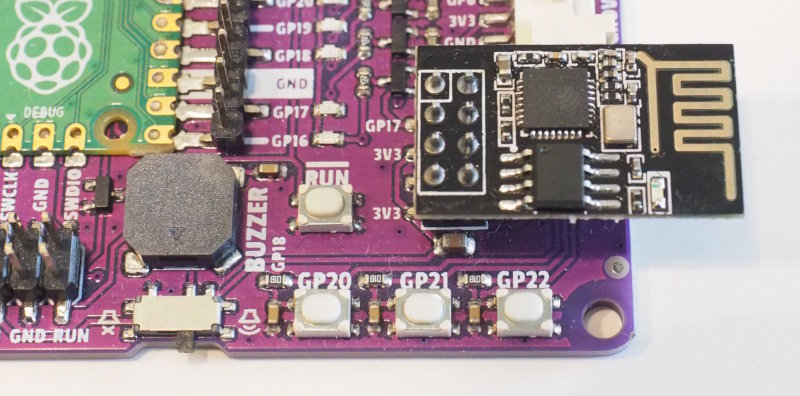 GP20
GP19
GP18
GND
GP17
GP16
3V3
GND
DEBUG
SWCLK
GND
SWDIO
GP17
3V3
3V3
RUN
BUZZER
GP18
GP20
GP21
GP22
GND RUN